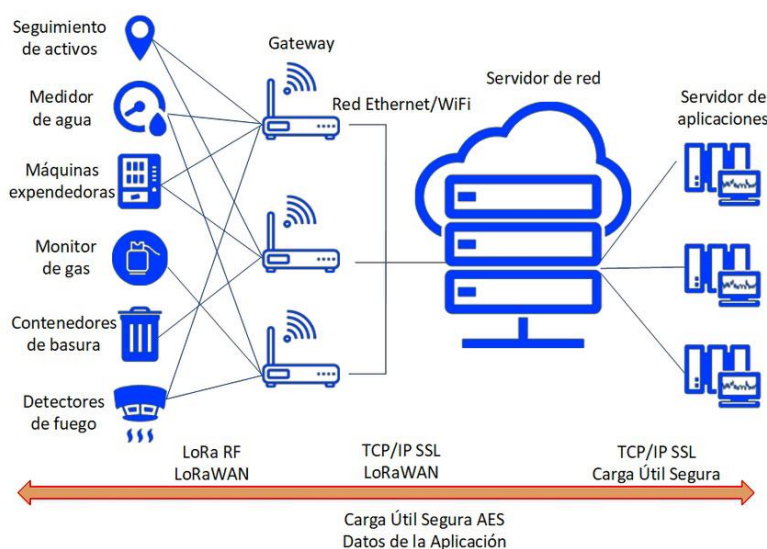 Seguimiento
de activos
Medidor
de agua
Máquinas
expendedoras
Monitor
de gas
Contenedores
de basura
Detectores
de fuego
Gateway
Red Ethernet/WiFi
Servidor de red
Servidor de
aplicaciones
LoRa RF
LoRaWAN
TCP/IP SSL
LoRaWAN
TCP/IP SSL
Carga Útil Segura
Carga Útil Segura AES
Datos de la Aplicación